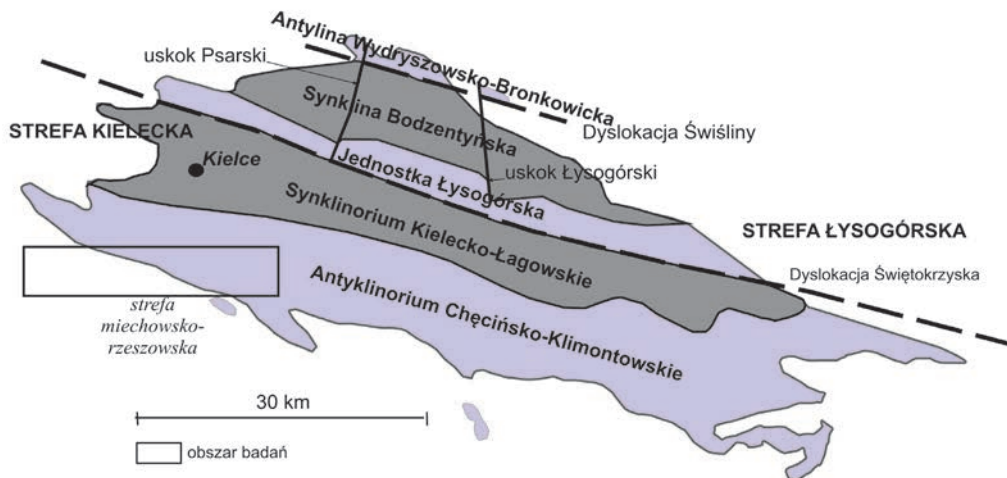 Antylina Wydryszowsko-Bronkowicka
uskok Psarski
Synklina Bodzentyńska
Dyslokacja Świśliny
STREFA KIELECKA
Kielce
Jednostka Łysogórska
uskok Łysogórski
Synklinorium Kielecko-Łagowskie
STREFA ŁYSOGÓRSKA
Dyslokacja Świętokrzyska
strefa
miechowsko-
rzeszowska
Antyklinorium Chęcińsko-Klimontowskie
30 km
obszar badań